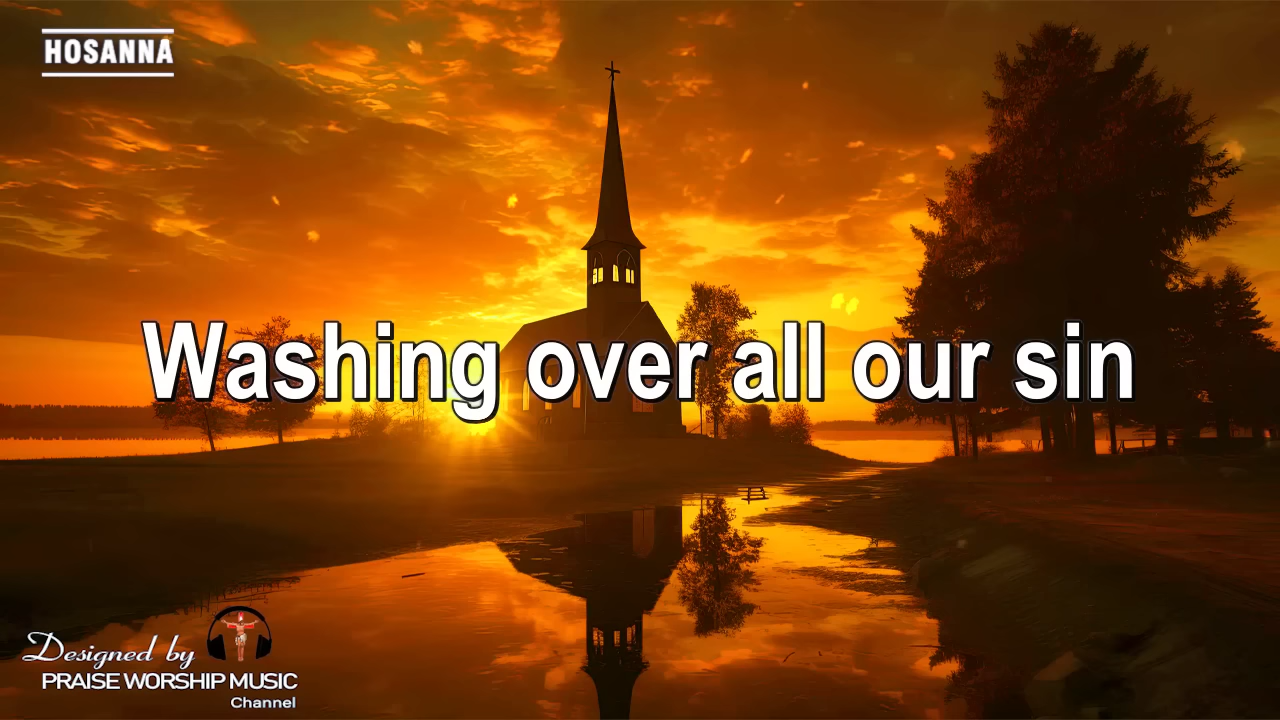 HOSANNA
Washing over all our sin
Designed by
PRAISE WORSHIP MUSIC
Channel